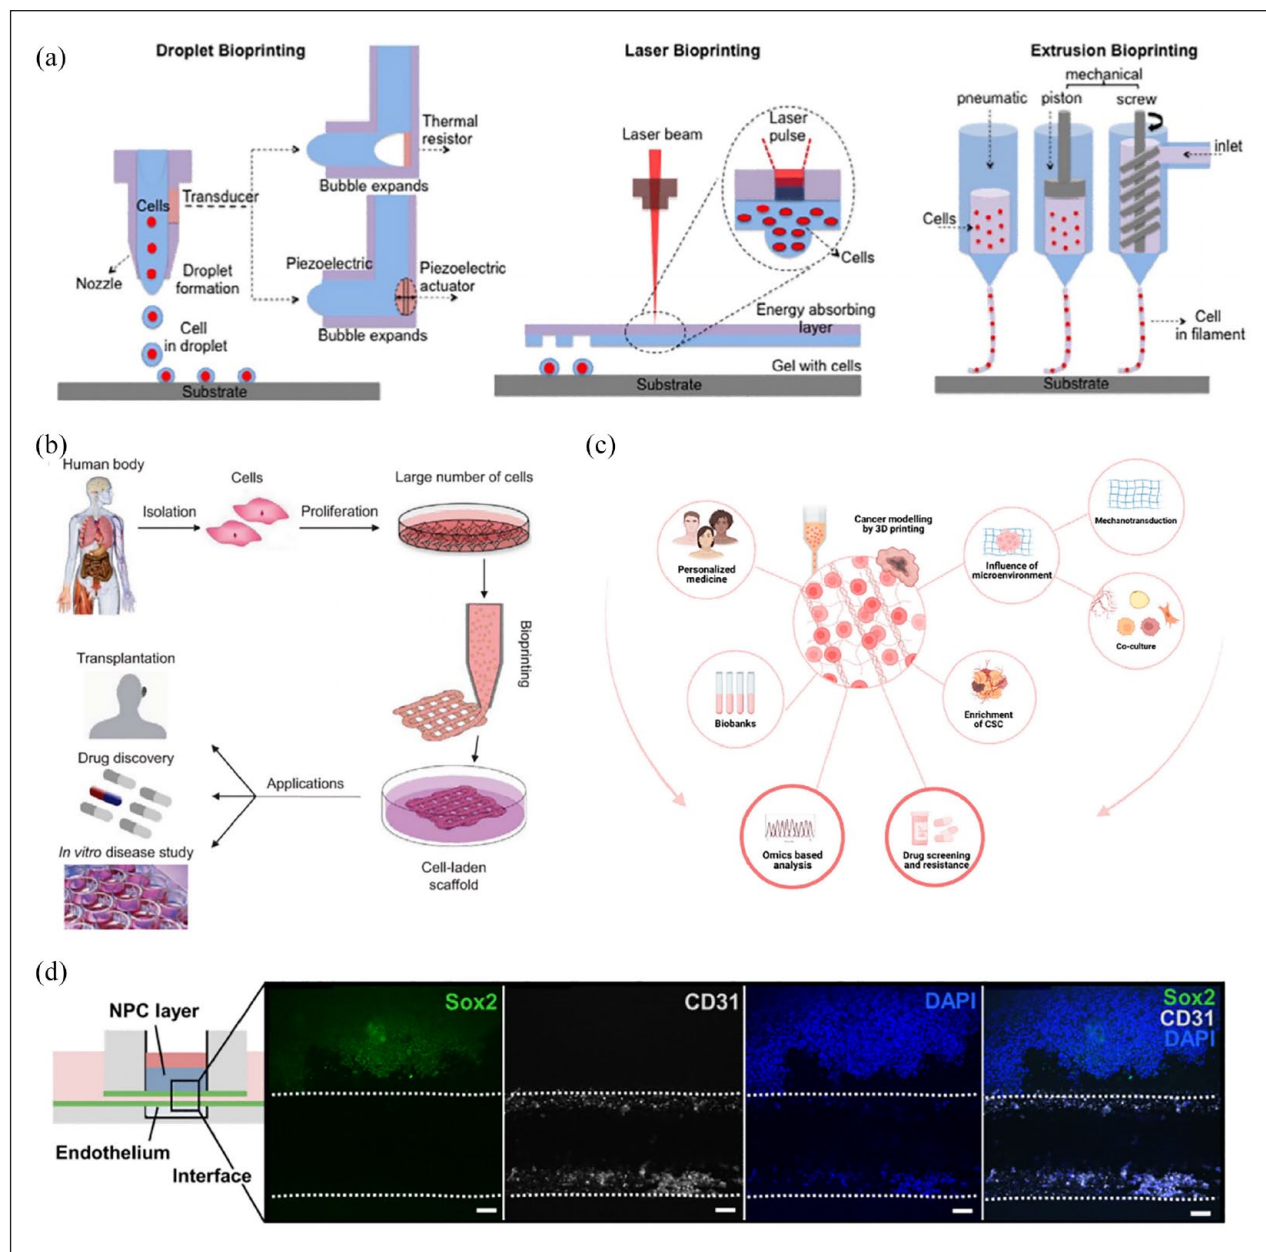 (a)
Droplet Bioprinting
Thermal
resistor
Bubble expands
Cells
Transducer
Nozzle
Droplet
formation
Piezoelectric
Piezoelectric
actuator
Bubble expands
Cell
in droplet
Substrate
Laser Bioprinting
Laser beam
Laser
pulse
Cells
Energy absorbing
layer
Gel with cells
Substrate
Extrusion Bioprinting
mechanical
pneumatic
piston
screw
inlet
Cells
Cell
in filament
Substrate
(b)
Human body
Isolation
Cells
Proliferation
Large number of cells
Bioprinting
Transplantation
Drug discovery
Applications
In vitro disease study
Cell-laden
scaffold
(c)
Personalized
medicine
Cancer modelling
by 3D printing
Influence of
microenvironment
Mechanotransduction
Co-culture
Biobanks
Enrichment
of CSC
Omics based
analysis
Drug screening
and resistance
(d)
NPC layer
Endothelium
Interface
Sox2
CD31
DAPI
Sox2
CD31
DAPI